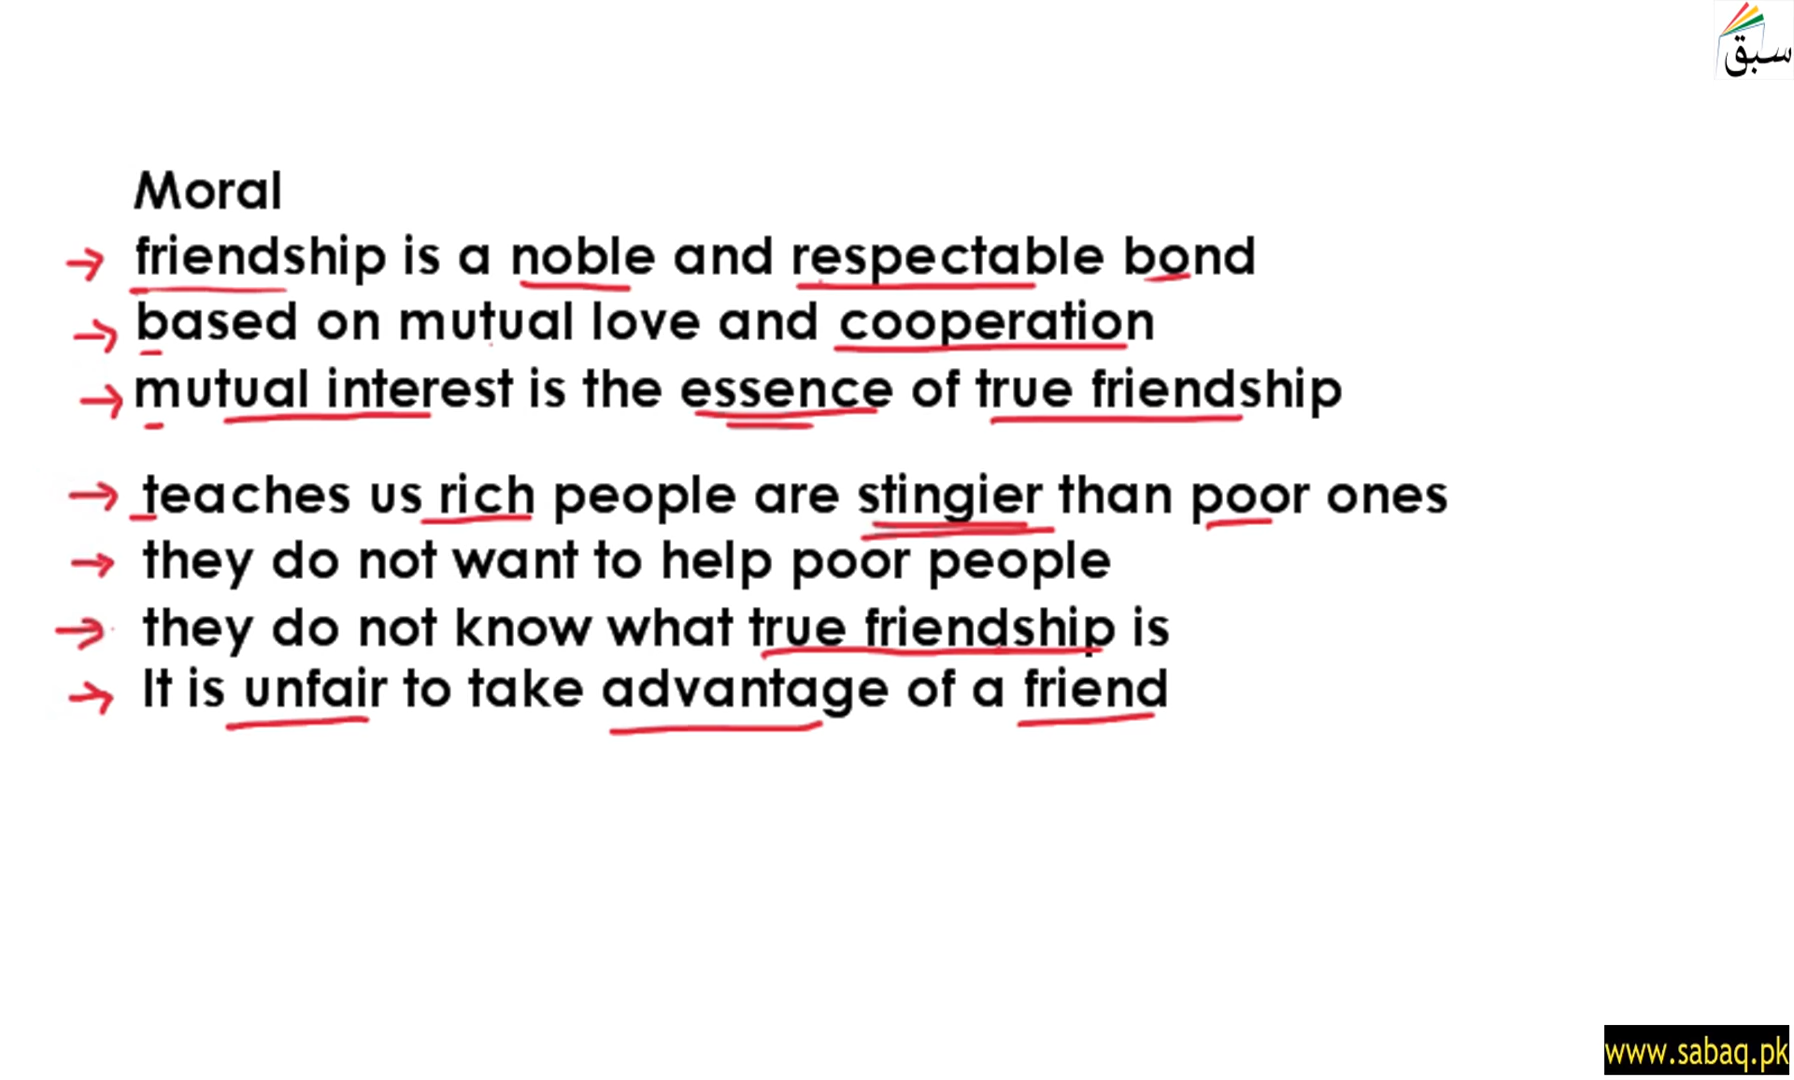 سبق
Moral
friendship is a noble and respectable bond
based on mutual love and cooperation
mutual interest is the essence of true friendship
teaches us rich people are stingier than poor ones
they do not want to help poor people
they do not know what true friendship is
It is unfair to take advantage of a friend
www.sabaq.pk